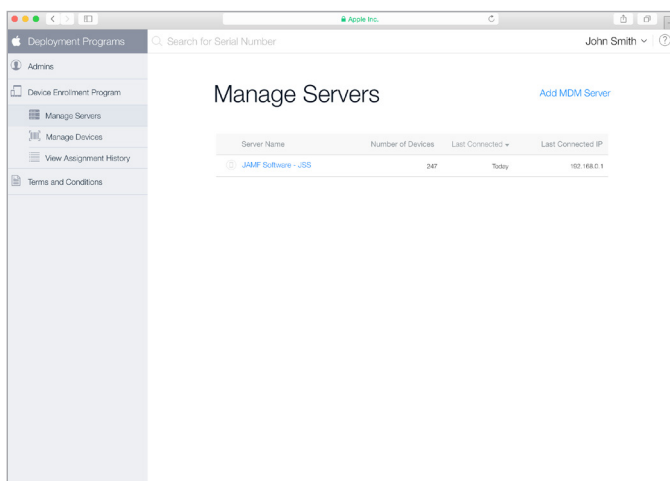 Apple Inc.
Deployment Programs
Search for Serial Number
John Smith
?
Admins
Device Enrollment Program
Manage Servers
Manage Devices
View Assignment History
Terms and Conditions
Manage Servers
Add MDM Server
Server Name Number of Devices Last Connected Last Connected IP
JAMF Software - JSS 247 Today 192.168.0.1